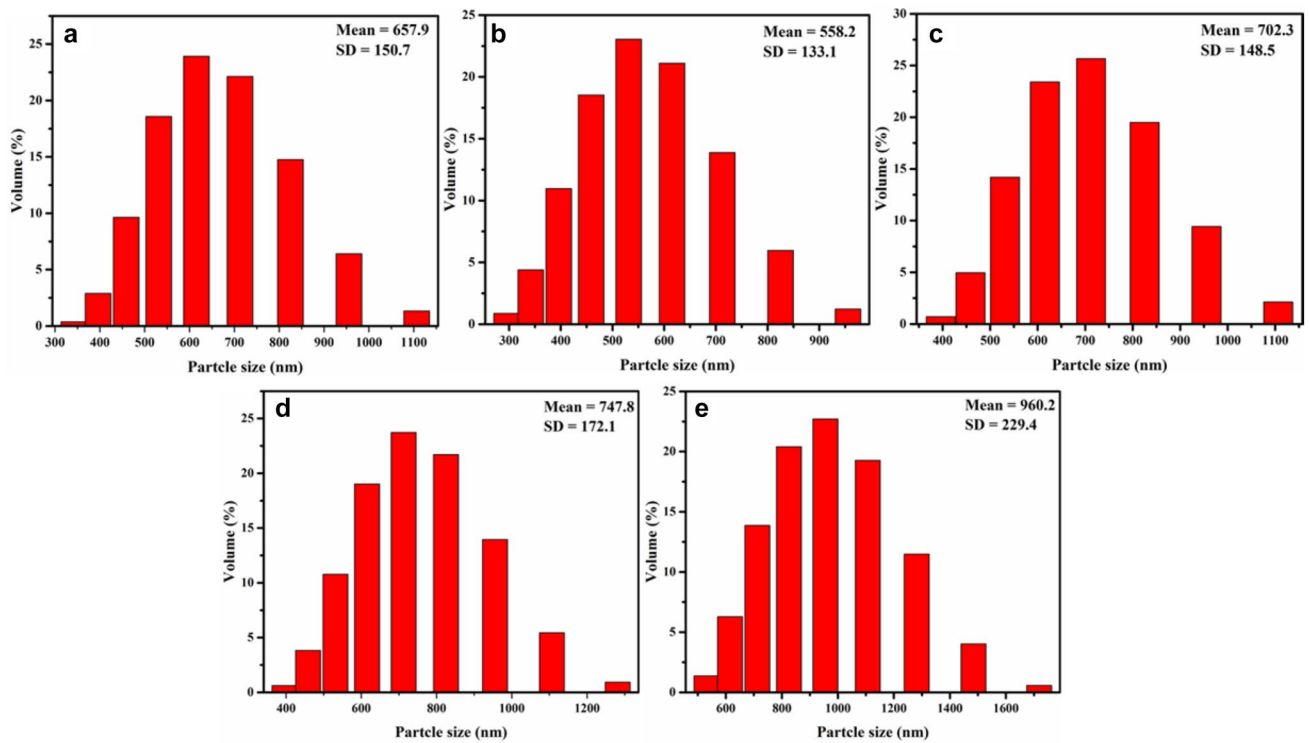 a
Mean = 657.9
SD = 150.7
25
20
15
10
5
0
Volume (%)
300 400 500 600 700 800 900 1000 1100
Partcle size (nm)
b
Mean = 558.2
SD = 133.1
25
20
15
10
5
0
Volume (%)
300 400 500 600 700 800 900
Partcle size (nm)
c
Mean = 702.3
SD = 148.5
30
25
20
15
10
5
0
Volume (%)
400 500 600 700 800 900 1000 1100
Partcle size (nm)
d
Mean = 747.8
SD = 172.1
25
20
15
10
5
0
Volume (%)
400 600 800 1000 1200
Partcle size (nm)
e
Mean = 960.2
SD = 229.4
25
20
15
10
5
0
Volume (%)
600 800 1000 1200 1400 1600
Partcle size (nm)